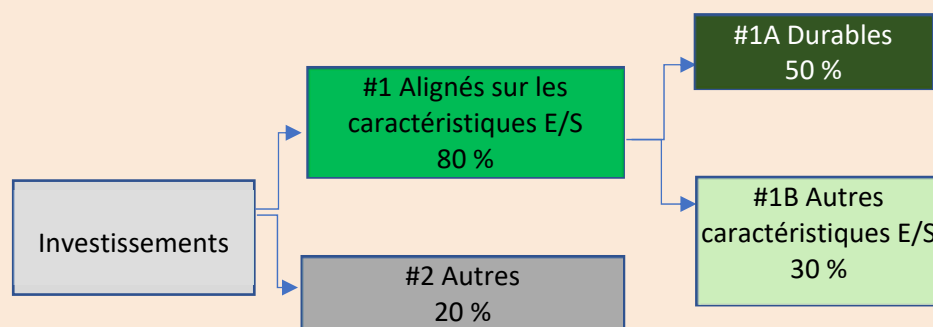 Investissements
#1 Alignés sur les
caractéristiques E/S
80 %
#2 Autres
20 %
#1A Durables
50 %
#1B Autres
caractéristiques E/S
30 %